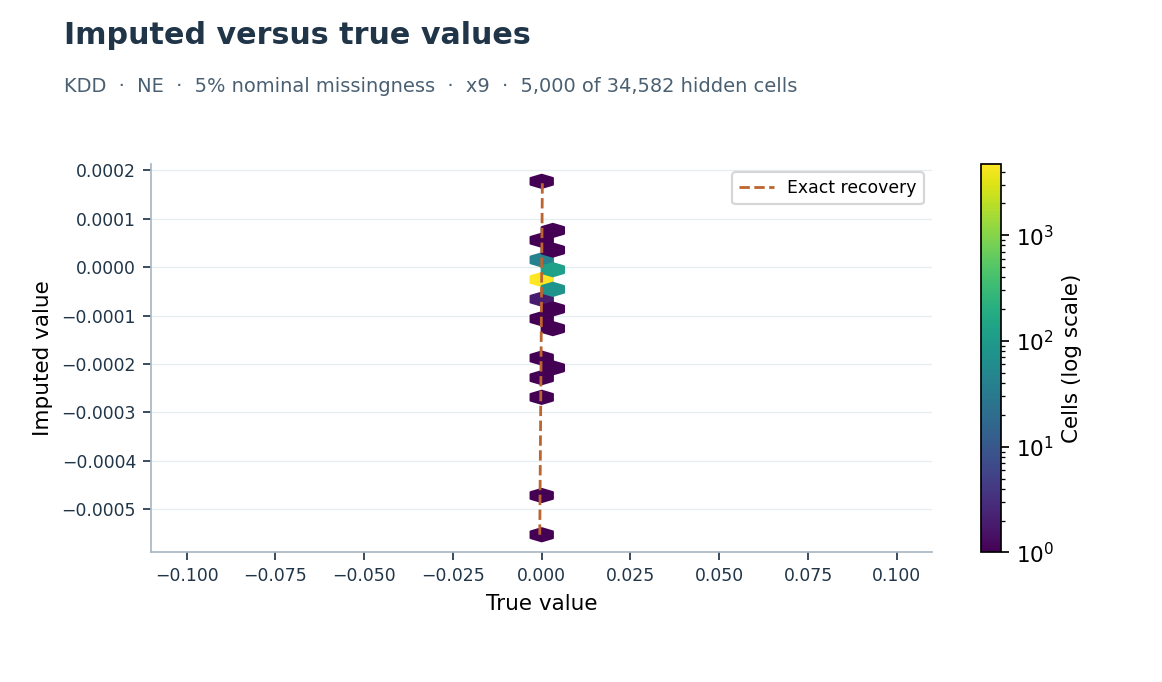 Imputed versus true values
KDD · NE · 5% nominal missingness · x9 · 5,000 of 34,582 hidden cells
Exact recovery
0.0002
0.0001
0.0000
−0.0001
−0.0002
−0.0003
−0.0004
−0.0005
Imputed value
−0.100 −0.075 −0.050 −0.025 0.000 0.025 0.050 0.075 0.100
True value
10³
10²
10¹
10⁰
Cells (log scale)